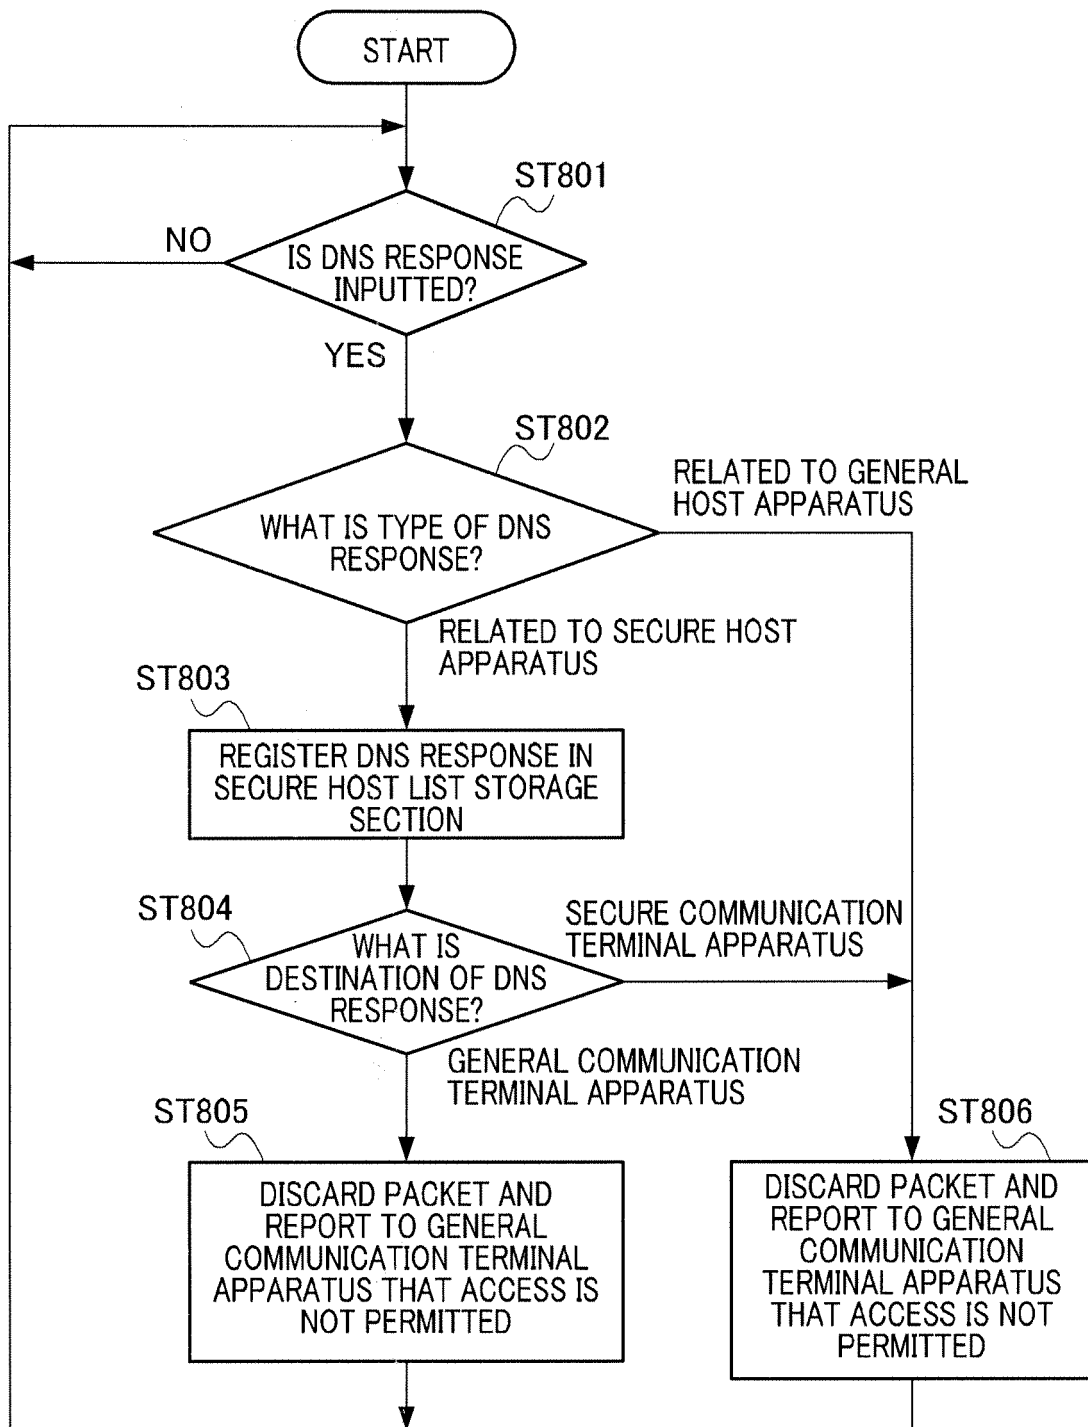 START
ST801
NO
IS DNS RESPONSE
INPUTTED?
YES
ST802
RELATED TO GENERAL
HOST APPARATUS
WHAT IS TYPE OF DNS
RESPONSE?
RELATED TO SECURE HOST
APPARATUS
ST803
REGISTER DNS RESPONSE IN
SECURE HOST LIST STORAGE
SECTION
ST804
SECURE COMMUNICATION
TERMINAL APPARATUS
WHAT IS
DESTINATION OF DNS
RESPONSE?
GENERAL COMMUNICATION
TERMINAL APPARATUS
ST805
DISCARD PACKET AND
REPORT TO GENERAL
COMMUNICATION TERMINAL
APPARATUS THAT ACCESS IS
NOT PERMITTED
ST806
DISCARD PACKET AND
REPORT TO GENERAL
COMMUNICATION
TERMINAL APPARATUS
THAT ACCESS IS NOT
PERMITTED